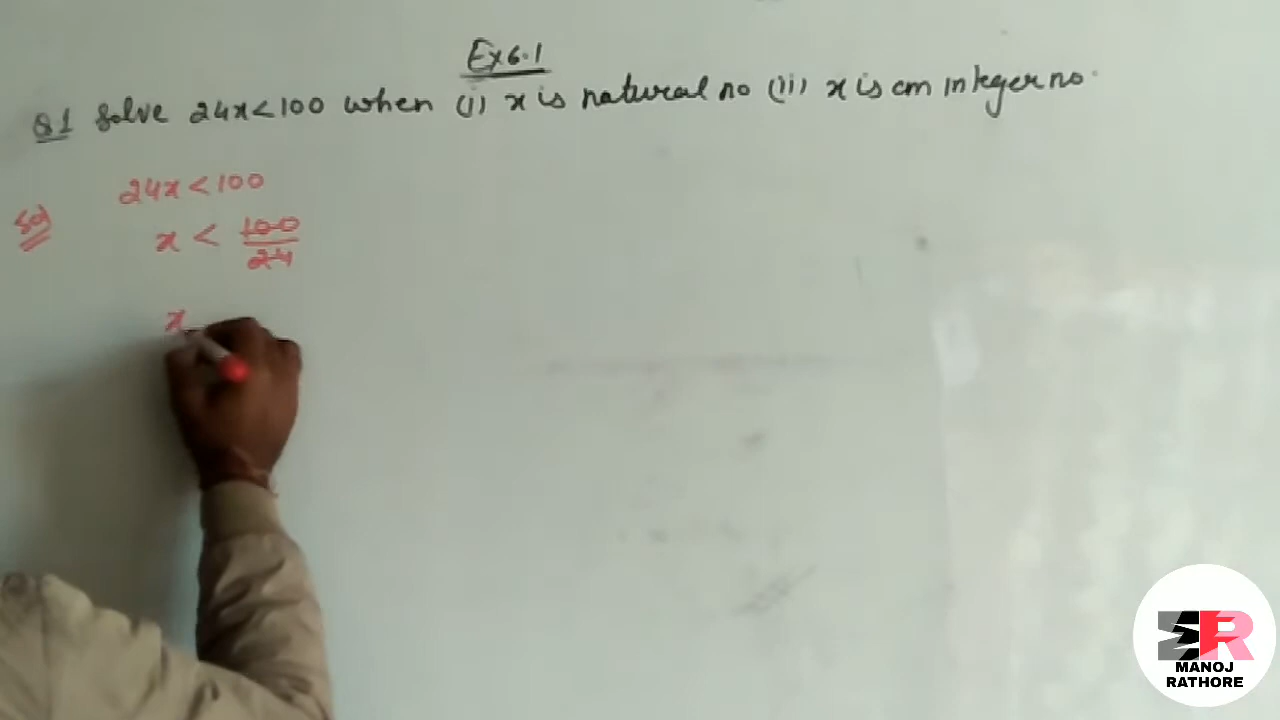 Ex 6.1
Q1 Solve 24x<100 when (i) x is natural no (ii) x is an integer no.
Sol 24x<100
x < 100/24
x
ƎR
MANOJ
RATHORE